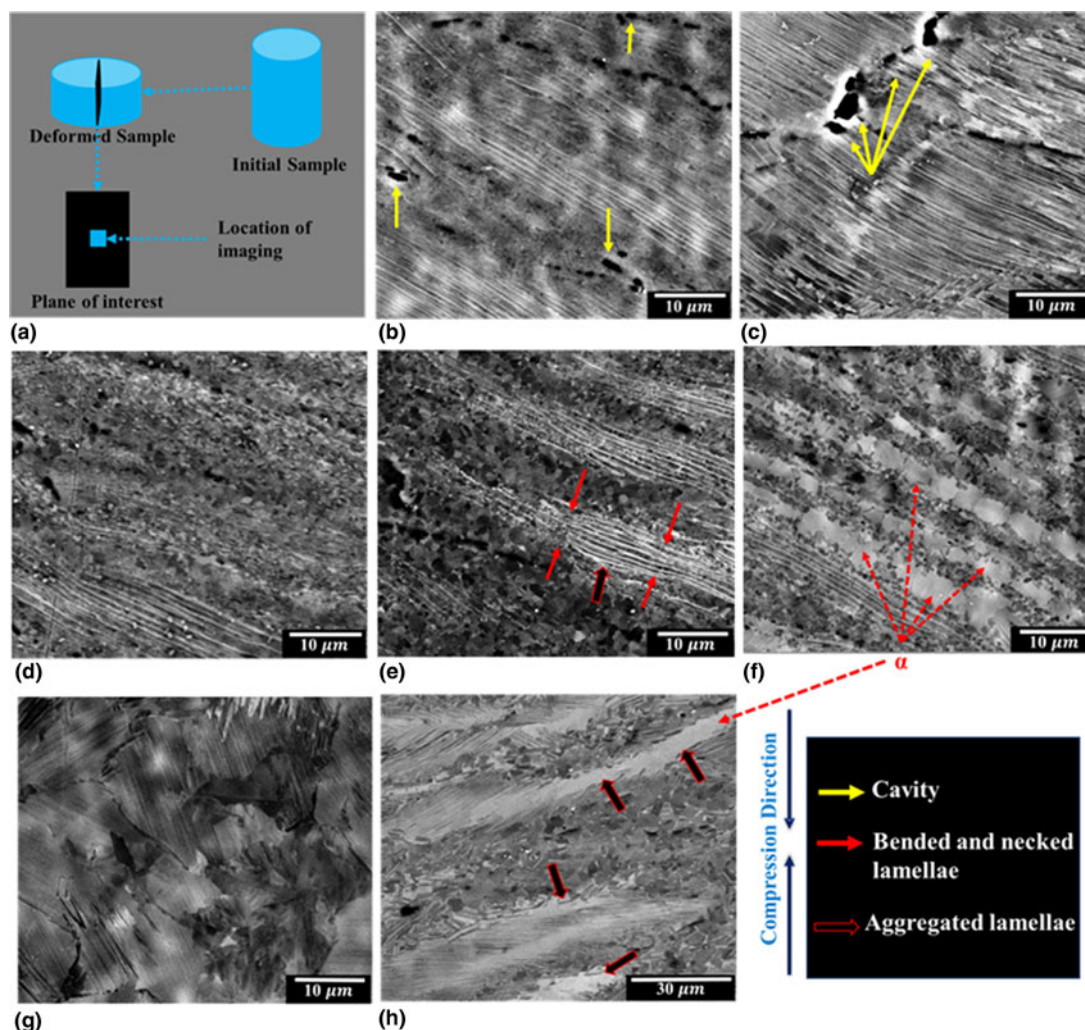 Deformed Sample
Initial Sample
Location of
imaging
Plane of interest
(a)
10 μm
(b)
10 μm
(c)
10 μm
(d)
10 μm
(e)
10 μm
(f)
α
10 μm
(g)
30 μm
(h)
Compression Direction
Cavity
Bended and necked
lamellae
Aggregated lamellae